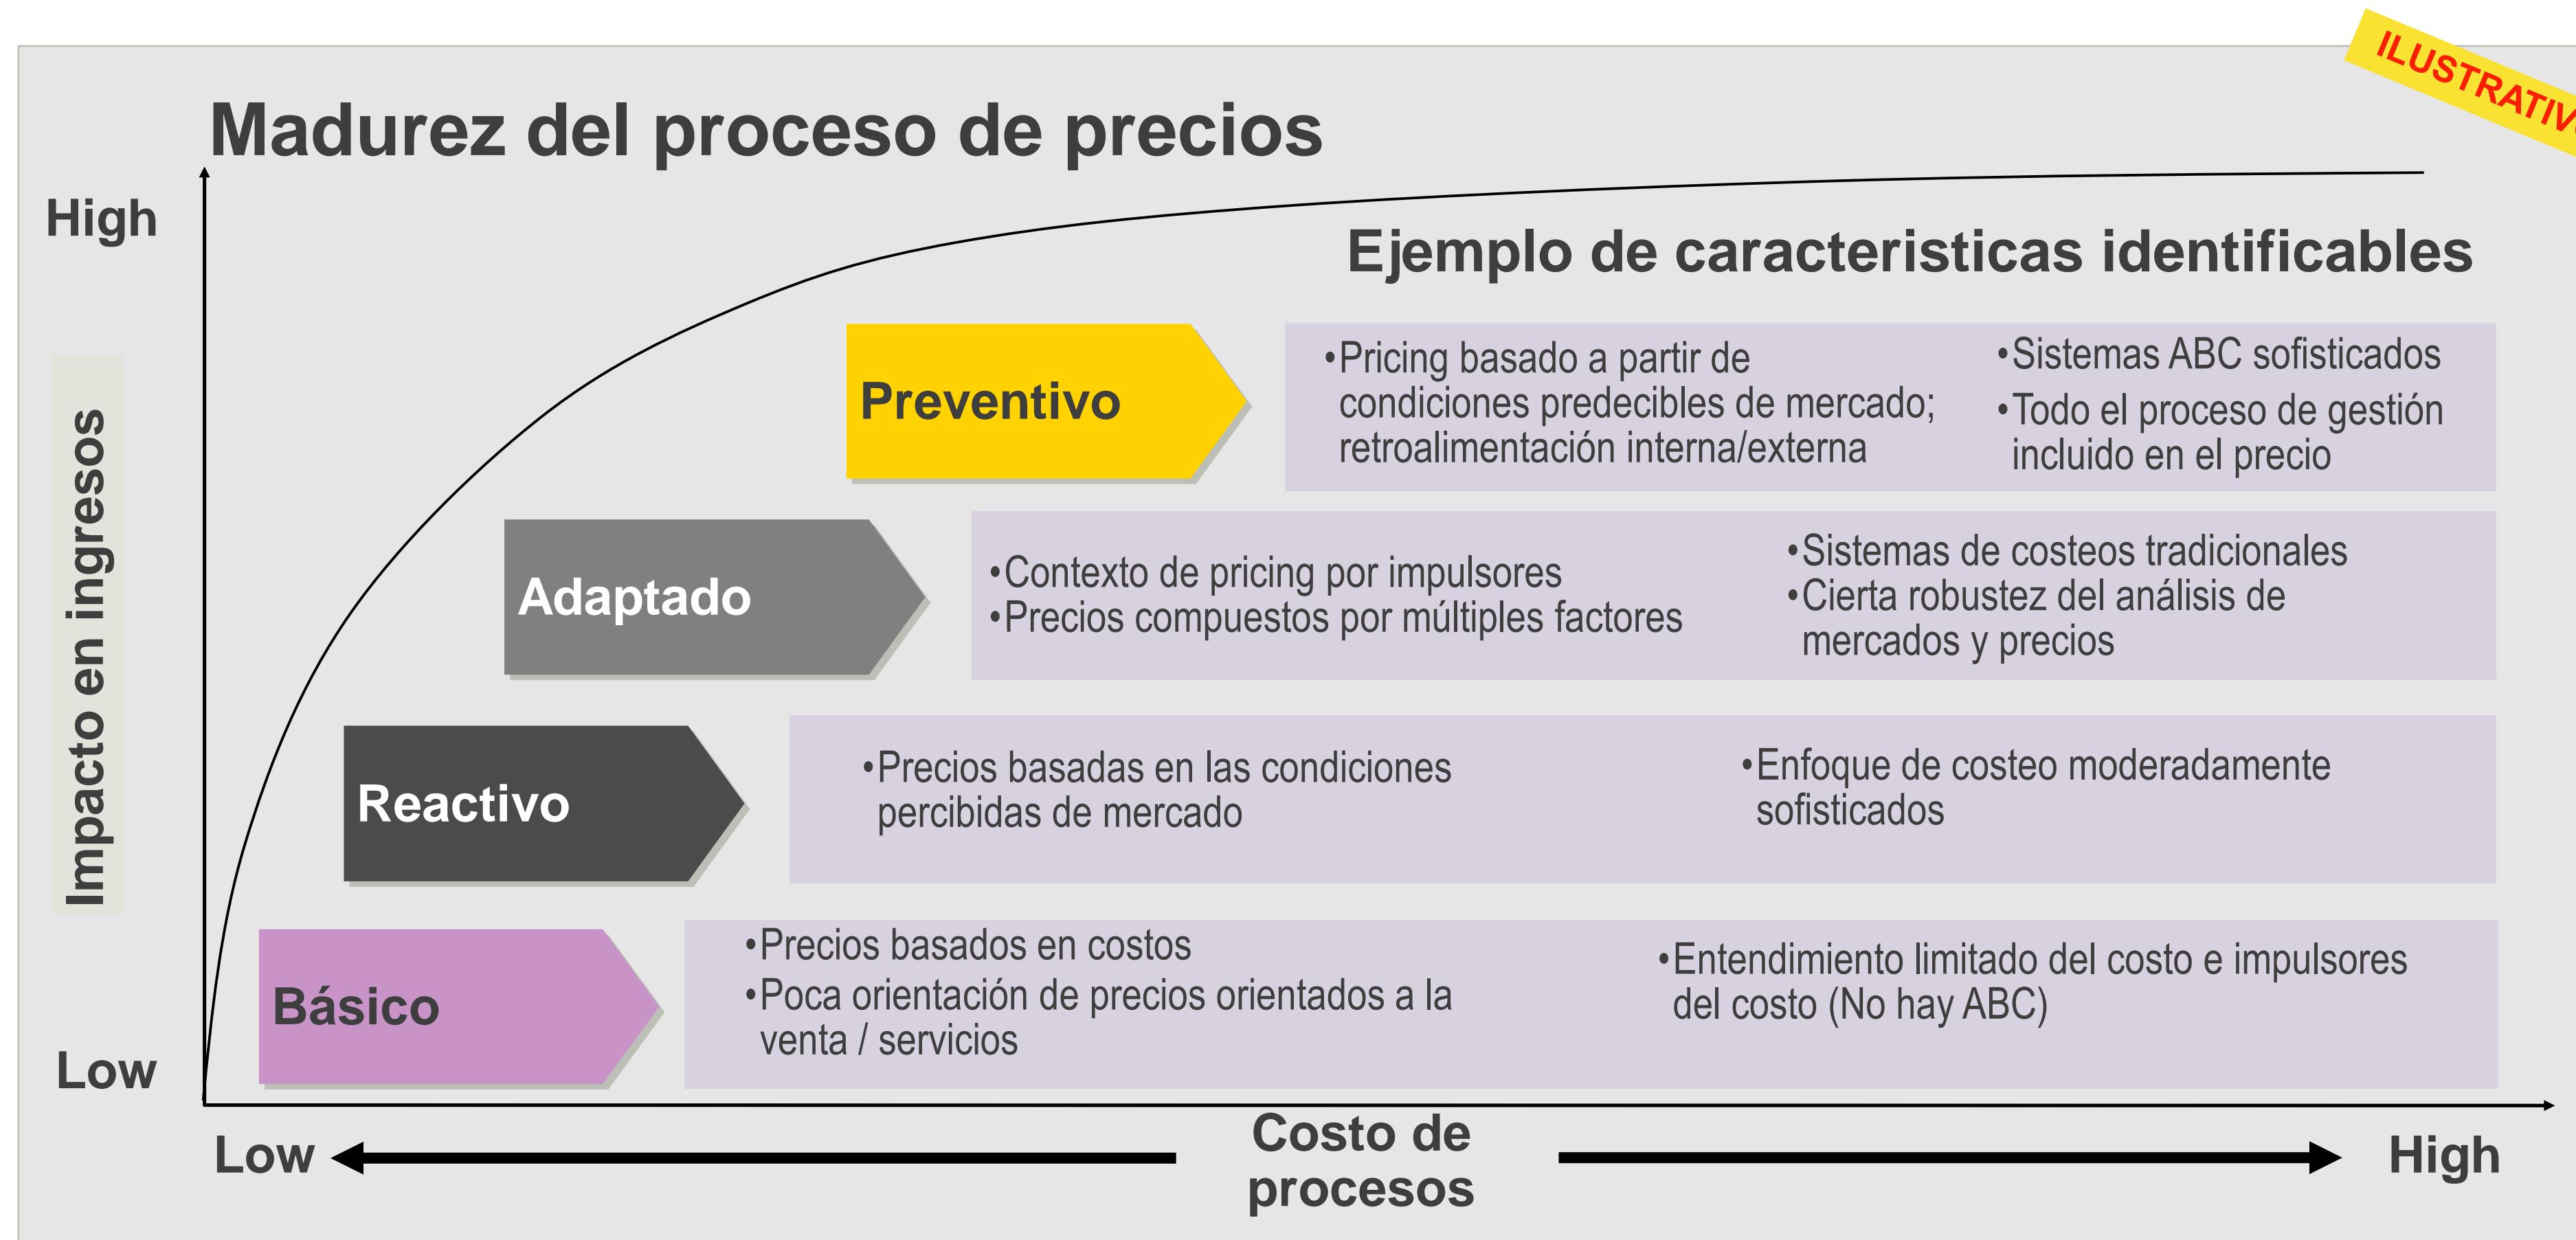 ILUSTRATIV
Madurez del proceso de precios
High
Ejemplo de caracteristicas identificables
Impacto en ingresos
Preventivo
•Pricing basado a partir de
condiciones predecibles de mercado;
retroalimentación interna/externa
•Sistemas ABC sofisticados
•Todo el proceso de gestión
incluido en el precio
Adaptado
•Contexto de pricing por impulsores
•Precios compuestos por múltiples factores
•Sistemas de costeos tradicionales
•Cierta robustez del análisis de
mercados y precios
Reactivo
•Precios basadas en las condiciones
percibidas de mercado
•Enfoque de costeo moderadamente
sofisticados
Básico
•Precios basados en costos
•Poca orientación de precios orientados a la
venta / servicios
•Entendimiento limitado del costo e impulsores
del costo (No hay ABC)
Low
Low
Costo de
procesos
High